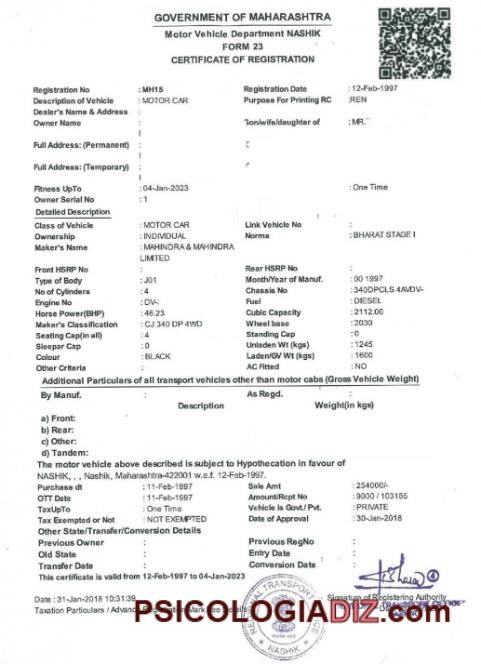 GOVERNMENT OF MAHARASHTRA
Motor Vehicle Department NASHIK
FORM 23
CERTIFICATE OF REGISTRATION
Registration No : MH15 Registration Date : 12-Feb-1997
Description of Vehicle : MOTOR CAR Purpose For Printing RC :REN
Dealer's Name & Address :
Owner Name : Son/wife/daughter of : MR.
Full Address: (Permanent) :
Full Address: (Temporary) :
Fitness UpTo : 04-Jan-2023 : One Time
Owner Serial No : 1
Detailed Description
Class of Vehicle : MOTOR CAR Link Vehicle No :
Ownership : INDIVIDUAL Norms : BHARAT STAGE I
Maker's Name : MAHINDRA & MAHINDRA
LIMITED
Front HSRP No : Rear HSRP No :
Type of Body : J01 Month/Year of Manuf. : 00 1997
No of Cylinders : 4 Chassis No : 340DPCLS 4AVDV-
Engine No : DV-: Fuel : DIESEL
Horse Power(BHP) : 46.23 Cubic Capacity : 2112.00
Maker's Classification : CJ 340 DP 4WD Wheel base : 2030
Seating Cap(in all) : 4 Standing Cap : 0
Sleepar Cap : 0 Unladen Wt (kgs) : 1245
Colour : BLACK Laden/GV Wt (kgs) : 1600
Other Criteria : AC Fitted : NO
Additional Particulars of all transport vehicles other than motor cabs (Gross Vehicle Weight)
By Manuf. : As Regd. :
Description Weight(in kgs)
a) Front:
b) Rear:
c) Other:
d) Tandem:
The motor vehicle above described is subject to Hypothecation in favour of
NASHIK, , , Nashik, Maharashtra-422001 w.e.f. 12-Feb-1997.
Purchase dt : 11-Feb-1997 Sale Amt : 254000/-
OTT Date : 11-Feb-1997 Amount/Rcpt No : 9000 / 103185
TaxUpTo : One Time Vehicle is Govt./ Pvt. : PRIVATE
Tax Exempted or Not : NOT EXEMPTED Date of Approval : 30-Jan-2018
Other State/Transfer/Conversion Details
Previous Owner : Previous RegNo :
Old State : Entry Date :
Transfer Date : Conversion Date :
This certificate is valid from 12-Feb-1997 to 04-Jan-2023
Date : 31-Jan-2018 10:31:39 Signature of Registering Authority
Taxation Particulars / Advance Registration Mark Fee Details
PSICOLOGIADIZ.com
REGIONAL TRANSPORT OFFICE
NASHIK